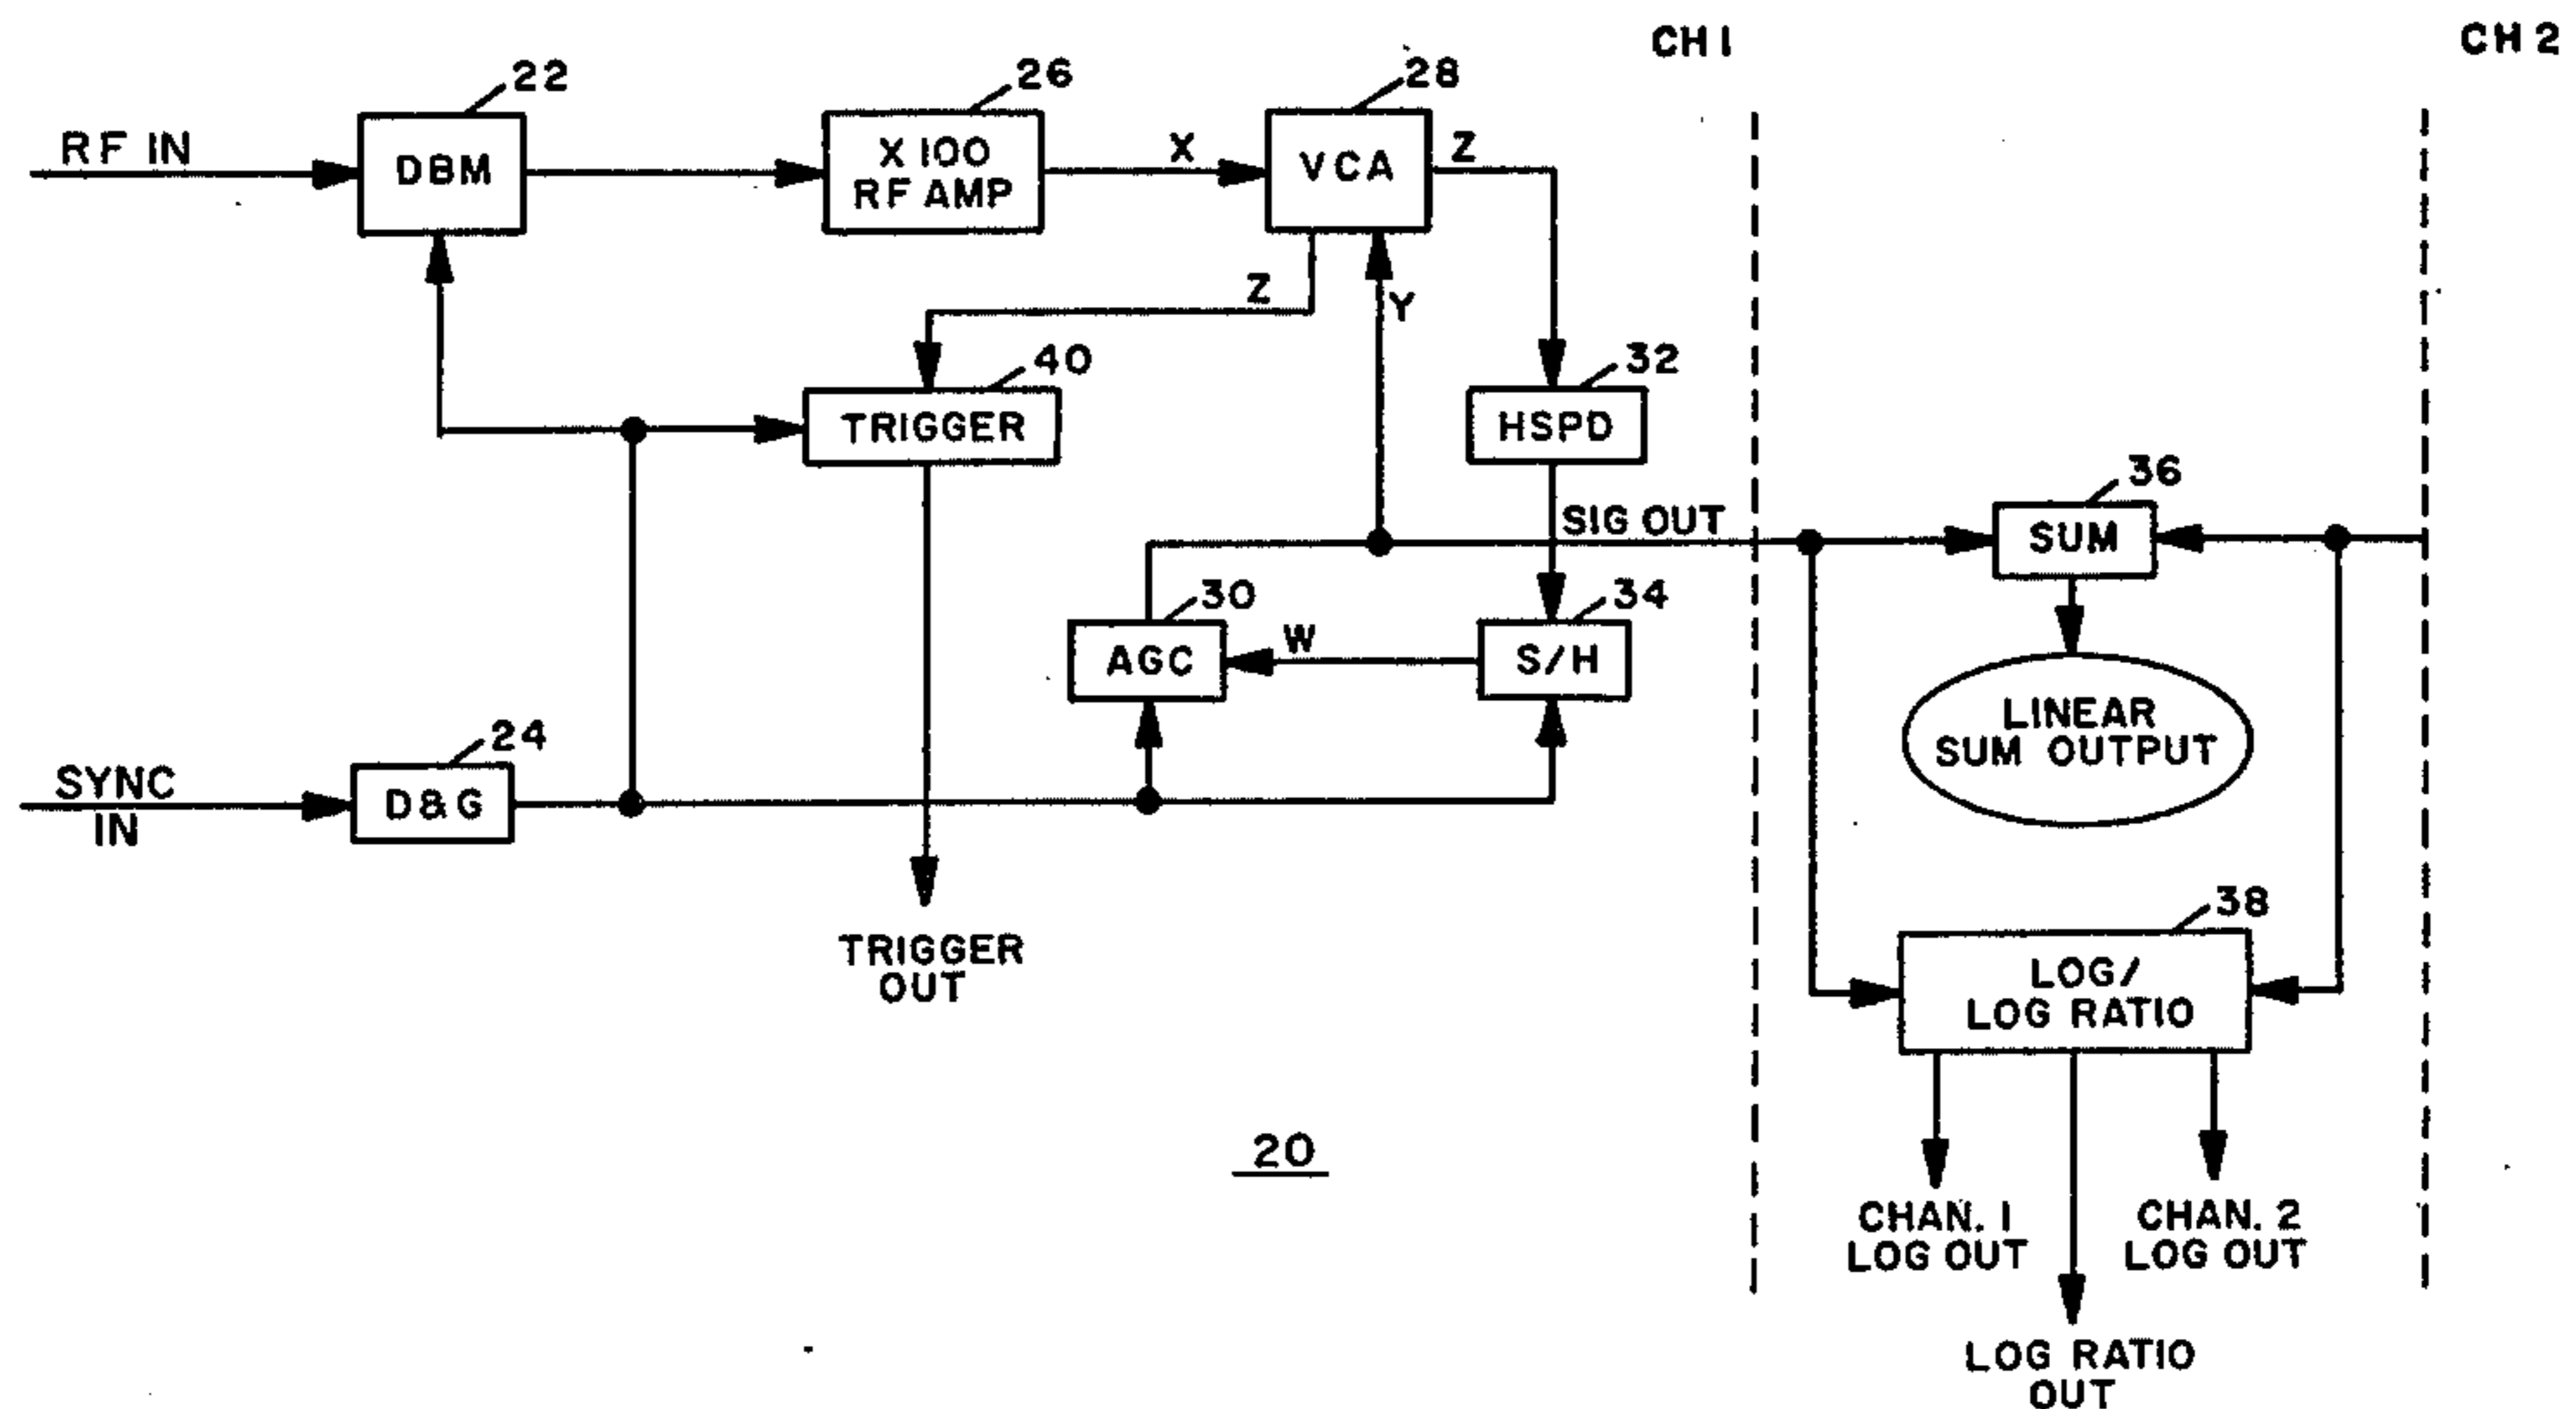 CH 1
CH 2
22
26
28
RF IN
DBM
X 100
RF AMP
X
VCA
Z
Z
Y
40
32
TRIGGER
HSPD
36
SIG OUT
SUM
30
34
W
AGC
S/H
LINEAR
SUM OUTPUT
24
SYNC
IN
D&G
38
TRIGGER
OUT
LOG/
LOG RATIO
20
CHAN. 1
LOG OUT
CHAN. 2
LOG OUT
LOG RATIO
OUT